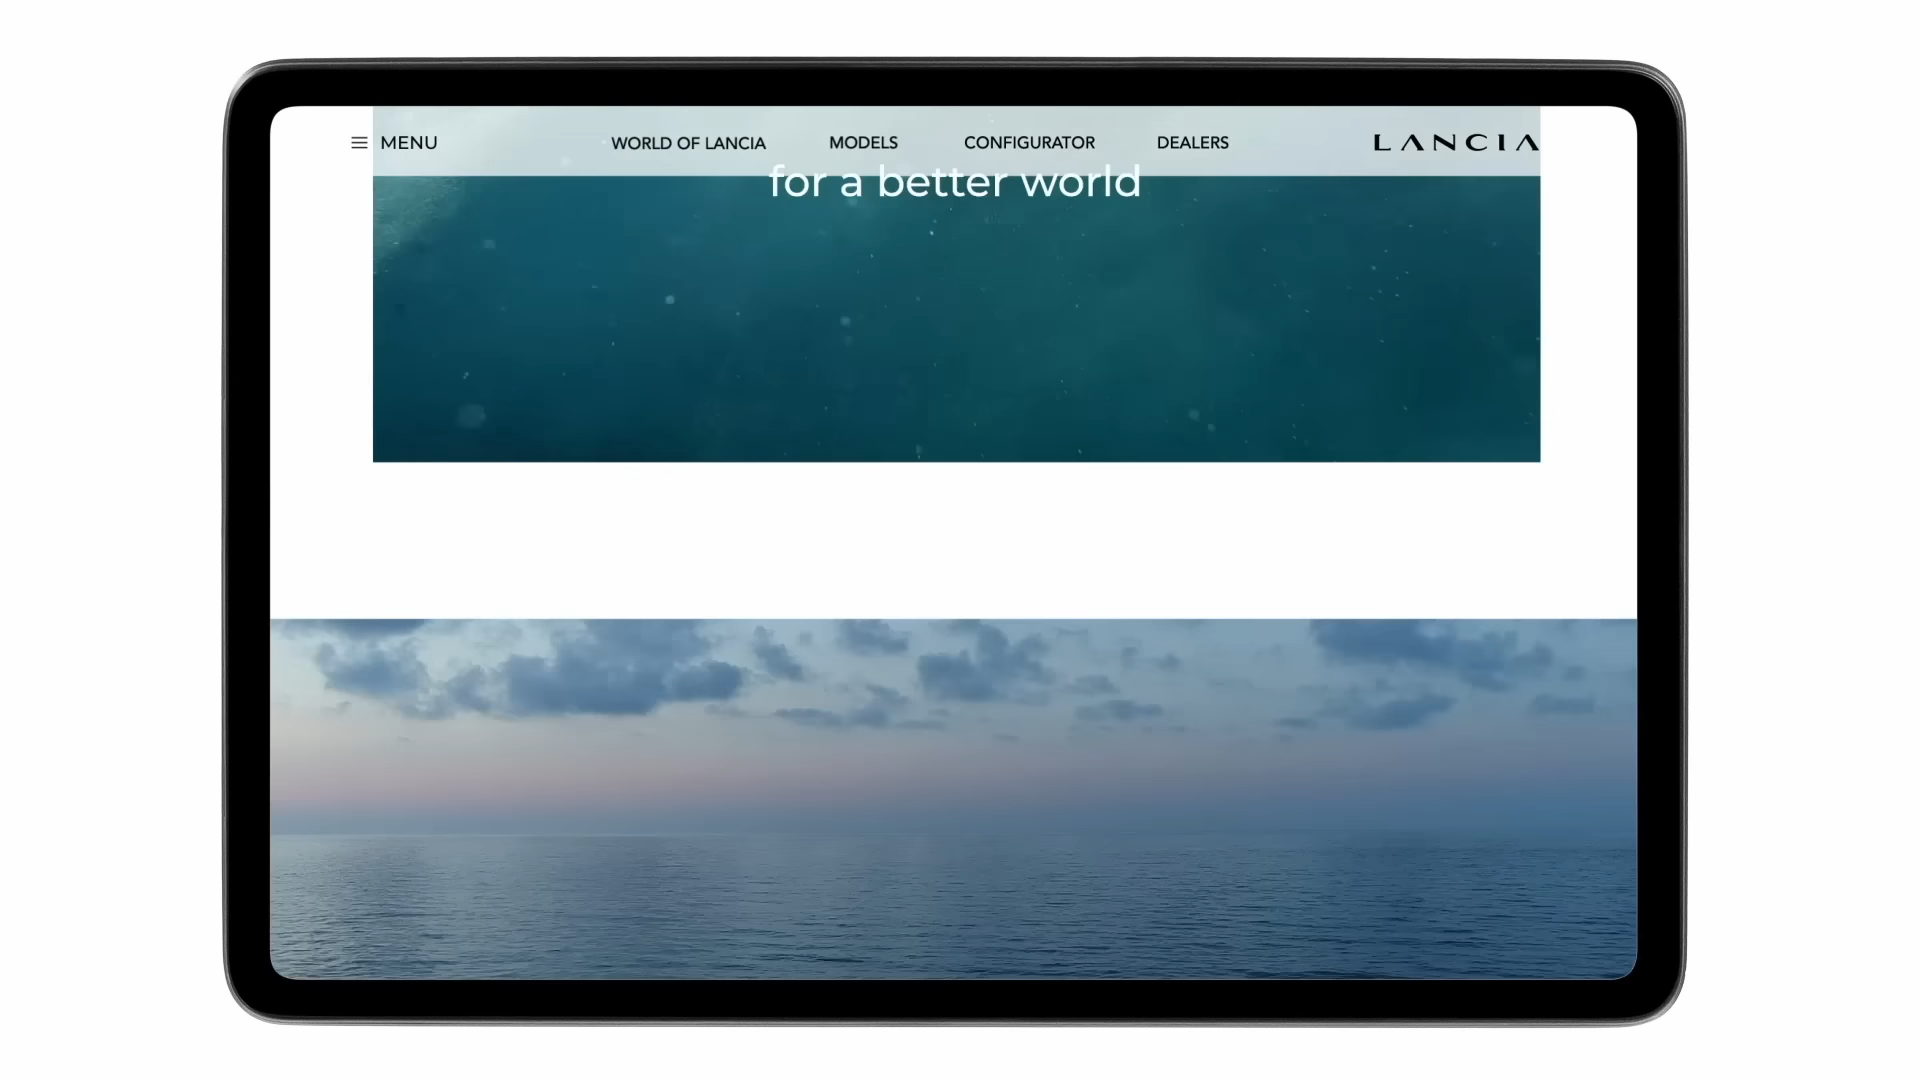 MENU
WORLD OF LANCIA
MODELS
CONFIGURATOR
DEALERS
LANCIA
for a better world